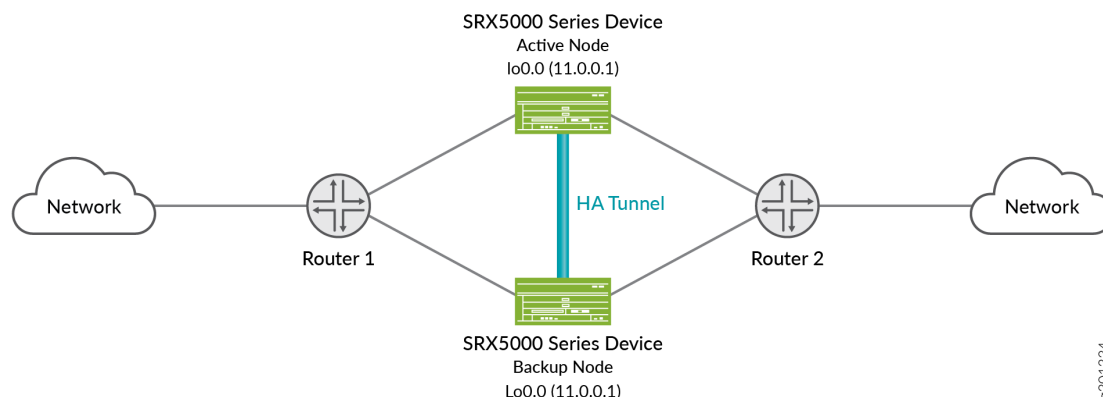 SRX5000 Series Device
Active Node
lo0.0 (11.0.0.1)
Network
HA Tunnel
Network
Router 1
Router 2
SRX5000 Series Device
Backup Node
Lo0.0 (11.0.0.1)